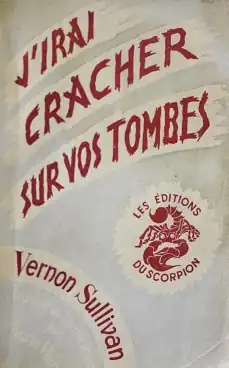 J'IRAI
CRACHER
SUR VOS TOMBES
LES ÉDITIONS
DU SCORPION
Vernon Sullivan